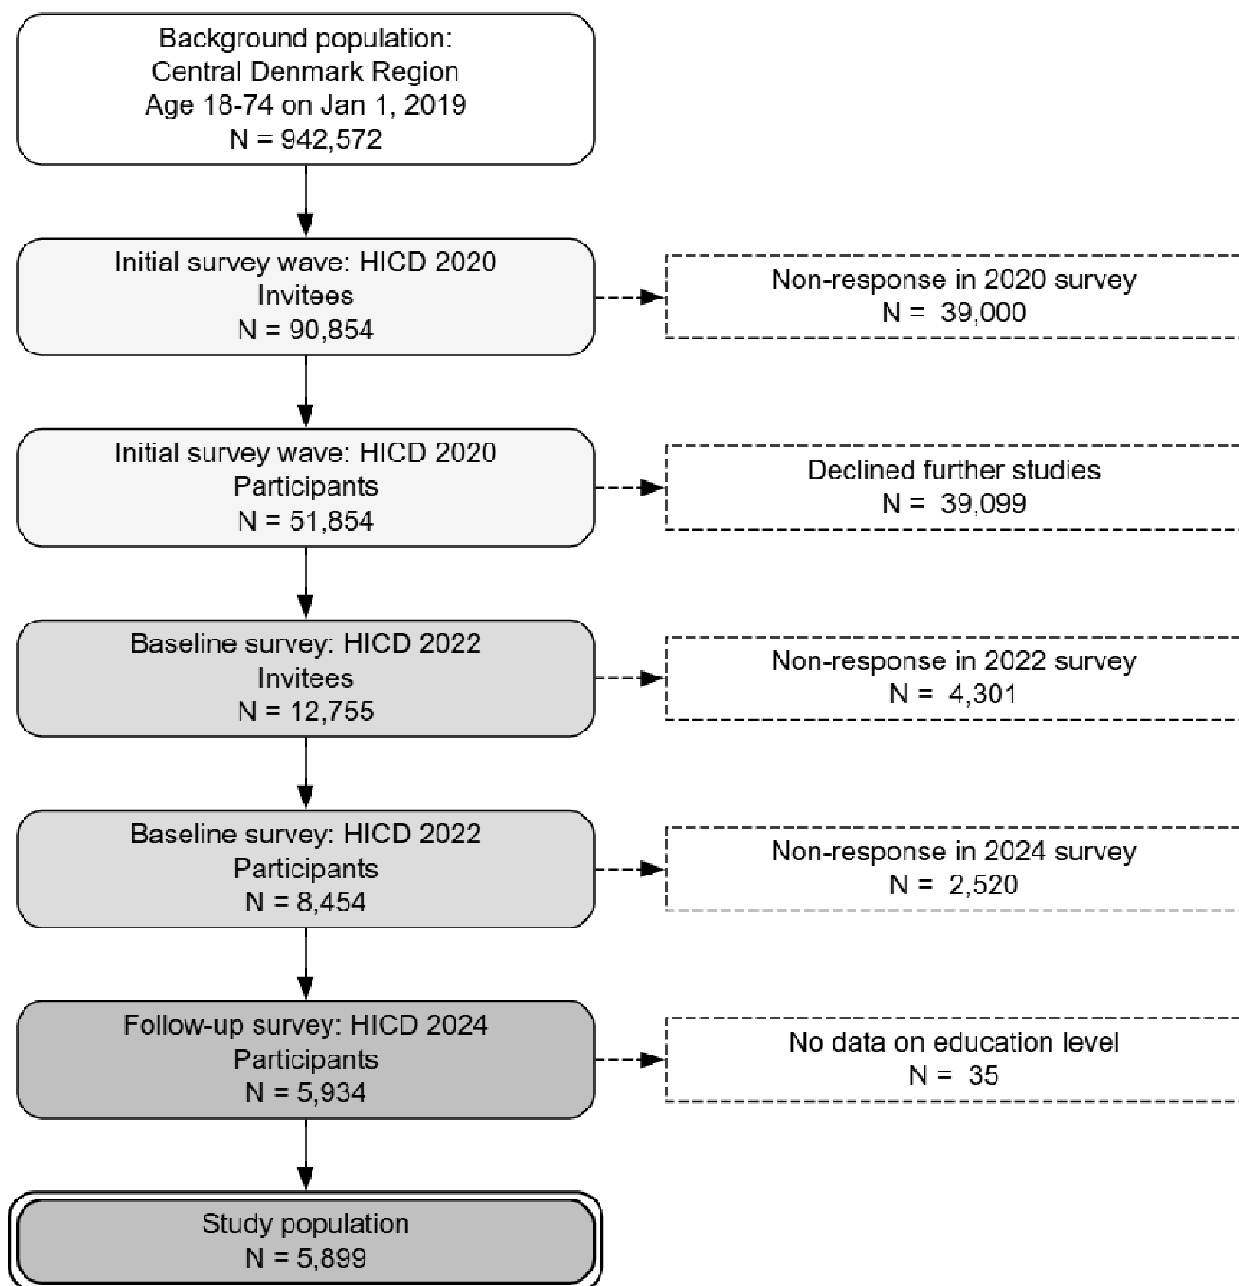 Background population:
Central Denmark Region
Age 18-74 on Jan 1, 2019
N = 942,572
Initial survey wave: HICD 2020
Invitees
N = 90,854
Non-response in 2020 survey
N = 39,000
Initial survey wave: HICD 2020
Participants
N = 51,854
Declined further studies
N = 39,099
Baseline survey: HICD 2022
Invitees
N = 12,755
Non-response in 2022 survey
N = 4,301
Baseline survey: HICD 2022
Participants
N = 8,454
Non-response in 2024 survey
N = 2,520
Follow-up survey: HICD 2024
Participants
N = 5,934
No data on education level
N = 35
Study population
N = 5,899